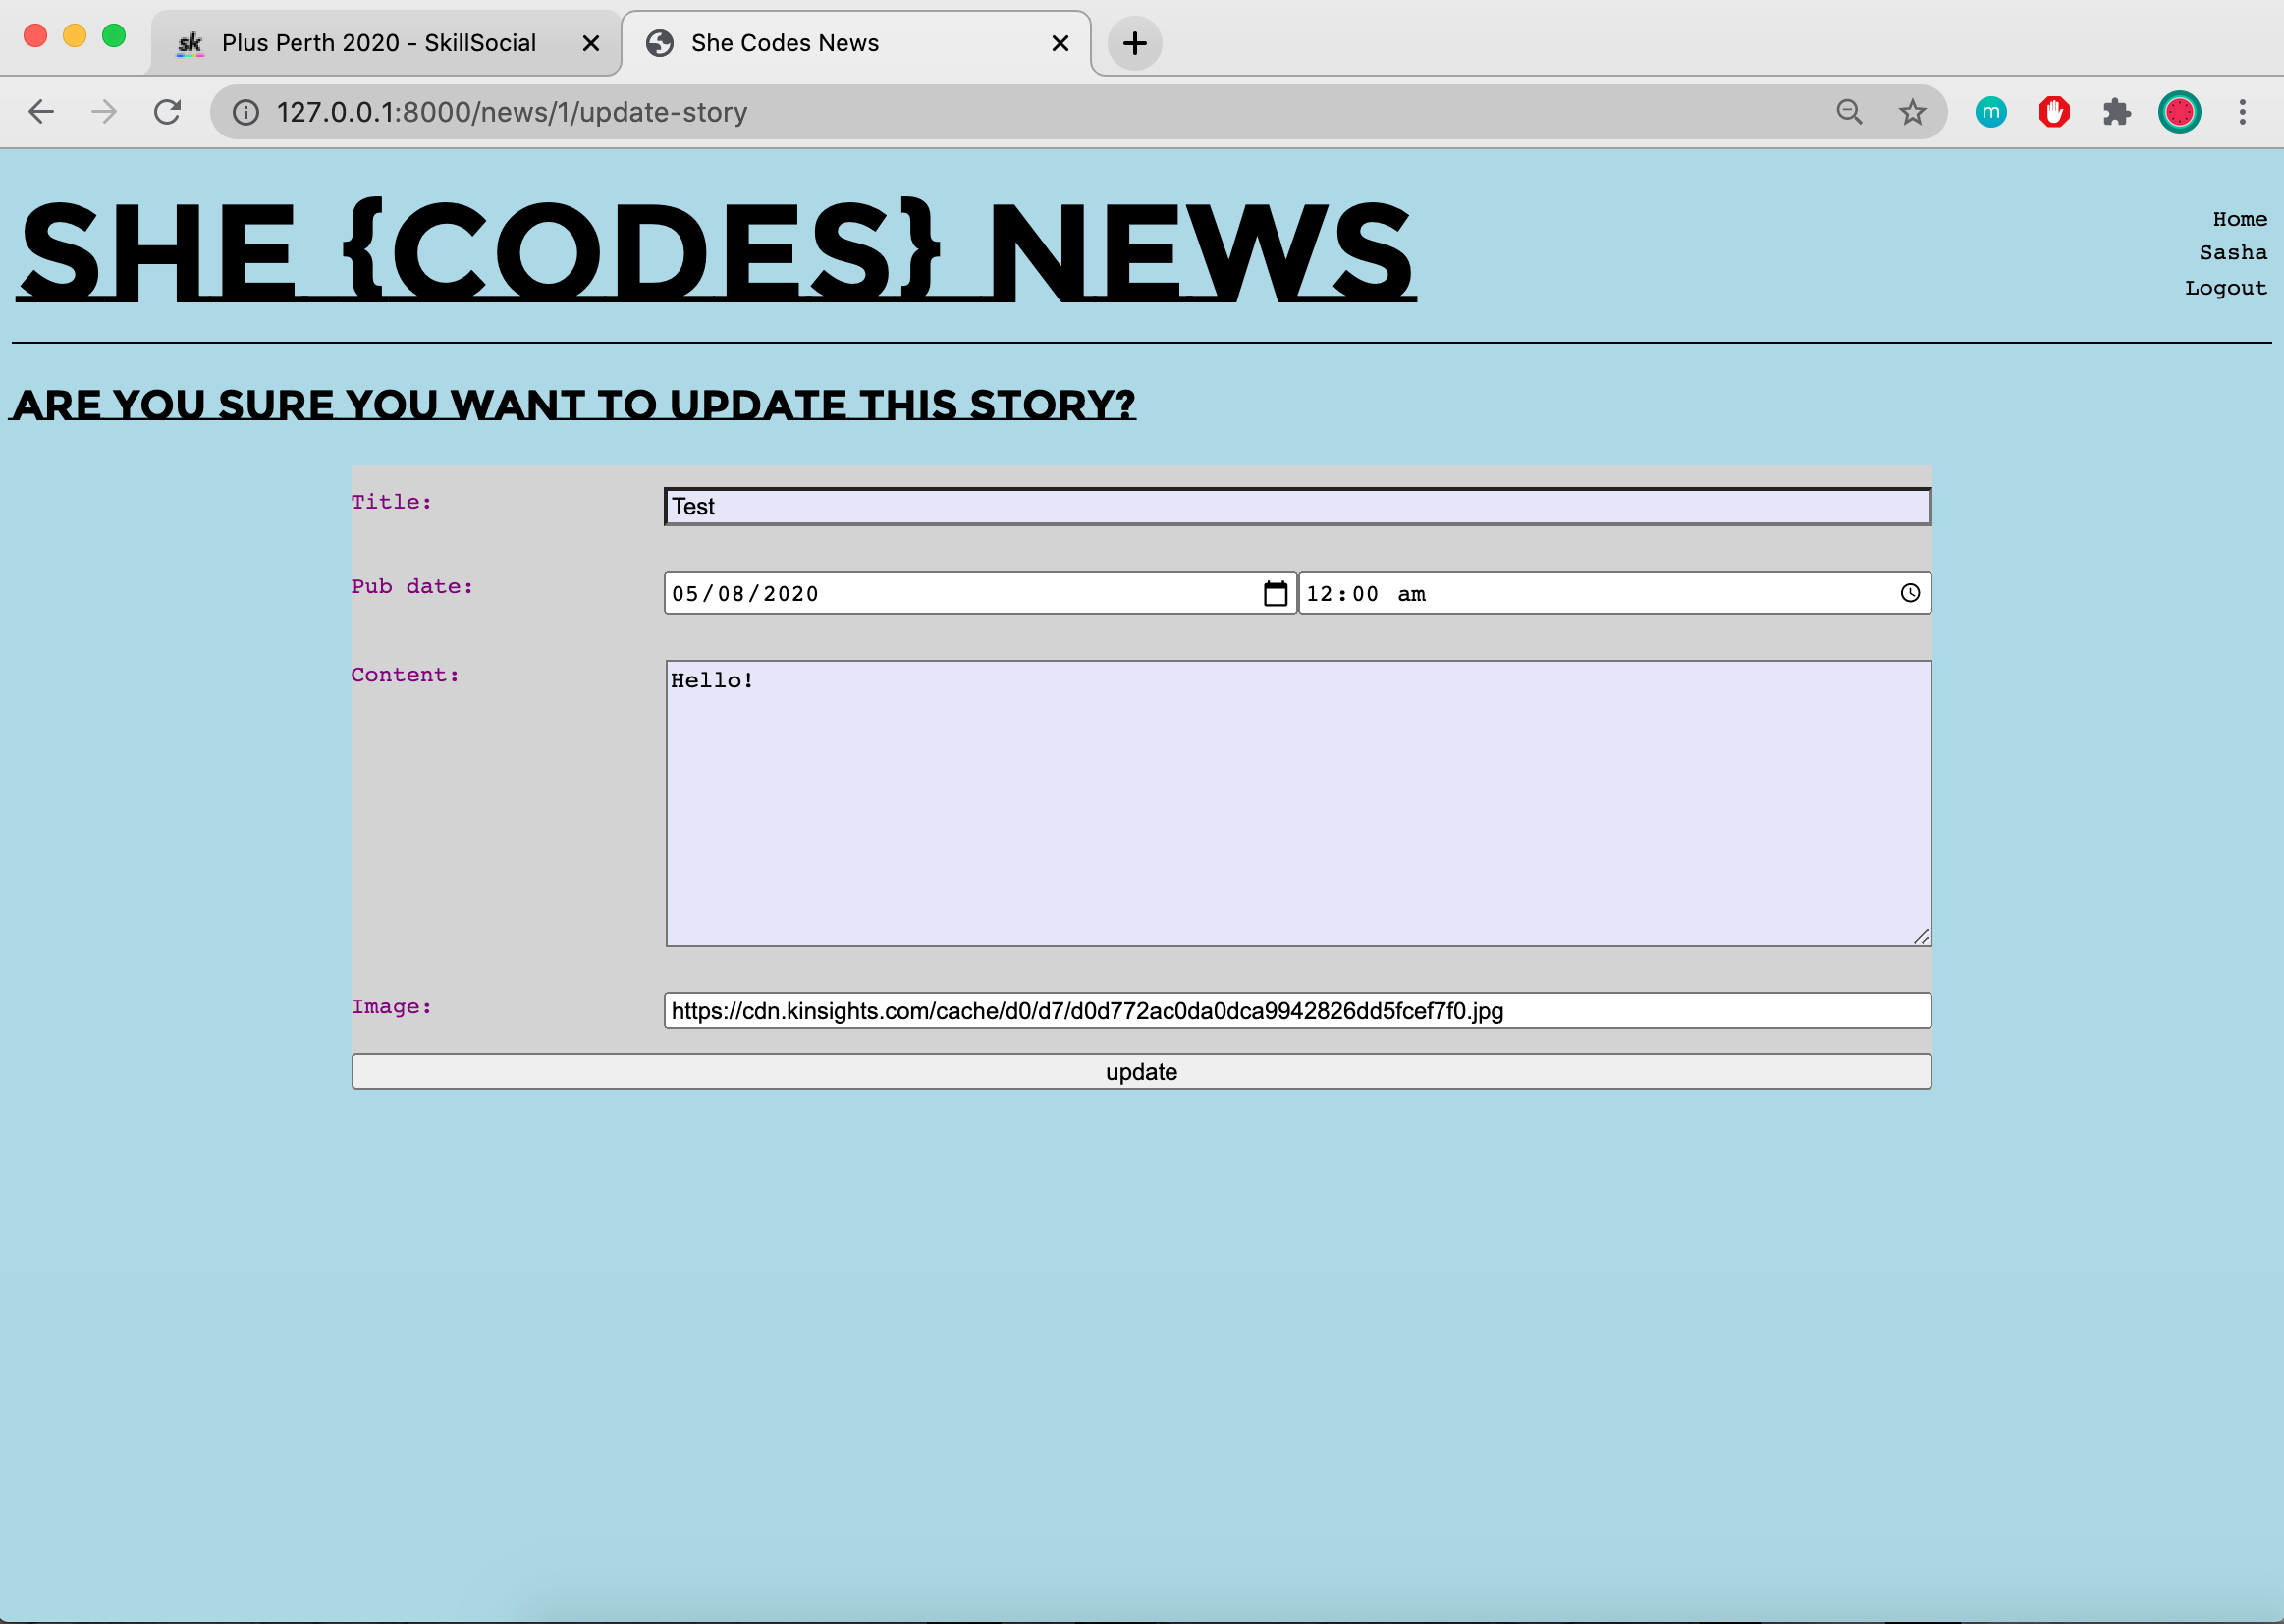 sk Plus Perth 2020 - SkillSocial
She Codes News
127.0.0.1:8000/news/1/update-story
m
SHE {CODES} NEWS
Home
Sasha
Logout
ARE YOU SURE YOU WANT TO UPDATE THIS STORY?
Title: Test
Pub date: 05/08/2020 12:00 am
Content: Hello!
Image: https://cdn.kinsights.com/cache/d0/d7/d0d772ac0da0dca9942826dd5fcef7f0.jpg
update